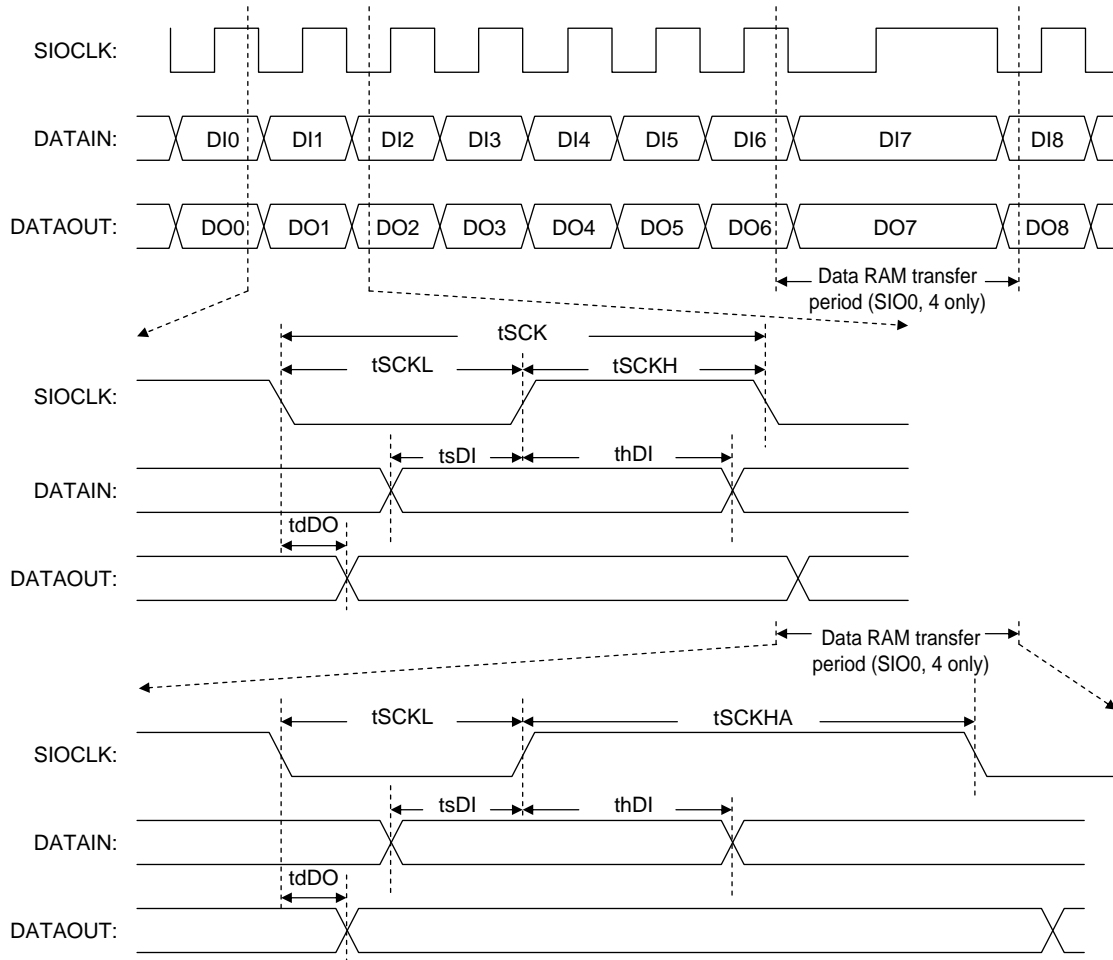 SIOCLK:
DATAIN: DI0 DI1 DI2 DI3 DI4 DI5 DI6 DI7 DI8
DATAOUT: DO0 DO1 DO2 DO3 DO4 DO5 DO6 DO7 DO8
Data RAM transfer
period (SIO0, 4 only)
tSCK
tSCKL tSCKH
SIOCLK:
tsDI thDI
DATAIN:
tdDO
DATAOUT:
Data RAM transfer
period (SIO0, 4 only)
tSCKL tSCKHA
SIOCLK:
tsDI thDI
DATAIN:
tdDO
DATAOUT: